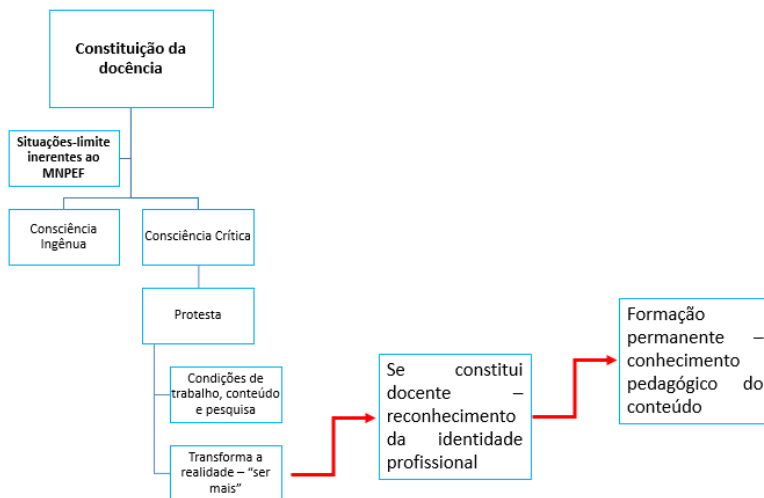 Constituição da
docência
Situações-limite
inerentes ao
MNPEF
Consciência
Ingênua
Consciência Crítica
Protesta
Condições de
trabalho, conteúdo
e pesquisa
Transforma a
realidade – “ser
mais”
Se constitui
docente –
reconhecimento
da identidade
profissional
Formação
permanente –
conhecimento
pedagógico do
conteúdo